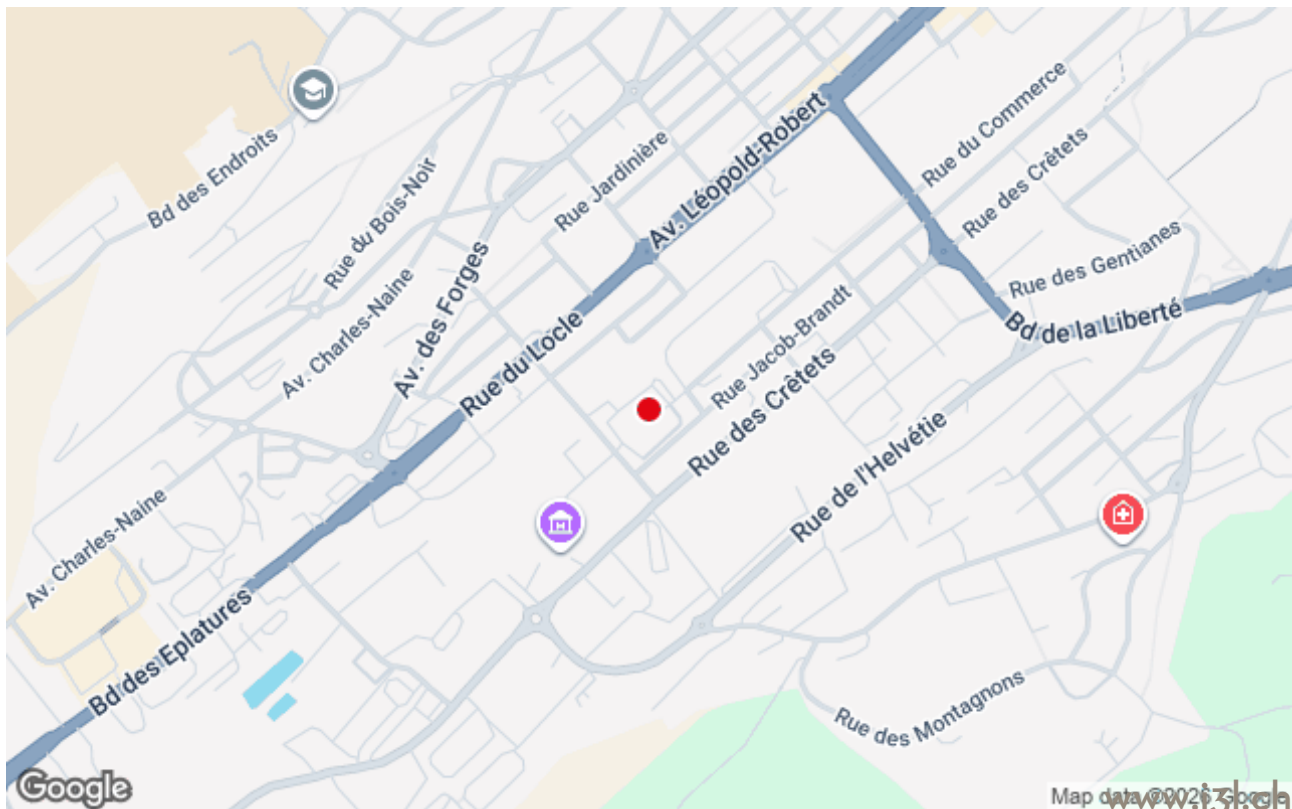 Rue du Commerce
Av. Léopold-Robert
Rue des Crêtets
Bd des Endroits
Rue Jardinière
Rue du Bois-Noir
Rue des Gentianes
Av. Charles-Naine
Av. des Forges
Bd de la Liberté
Rue du Locle
Rue Jacob-Brandt
Rue des Crêtets
Rue de l'Helvétie
Av. Charles-Naine
M
Bd des Eplatures
Rue des Montagnons
Google
Map data ©2026 Google